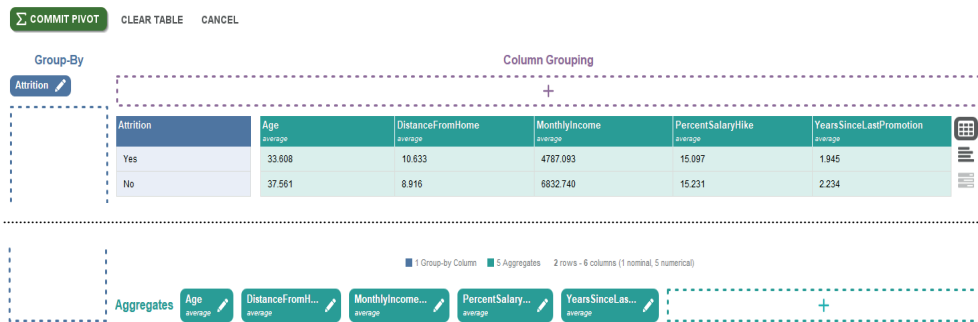 ∑ COMMIT PIVOT CLEAR TABLE CANCEL
Group-By Column Grouping
Attrition
+
Attrition Age DistanceFromHome MonthlyIncome PercentSalaryHike YearsSinceLastPromotion
average average average average average
Yes 33.608 10.633 4787.093 15.097 1.945
No 37.561 8.916 6832.740 15.231 2.234
1 Group-by Column 5 Aggregates 2 rows - 6 columns (1 nominal, 5 numerical)
Aggregates Age DistanceFromH... MonthlyIncome... PercentSalary... YearsSinceLas... +
average average average average average